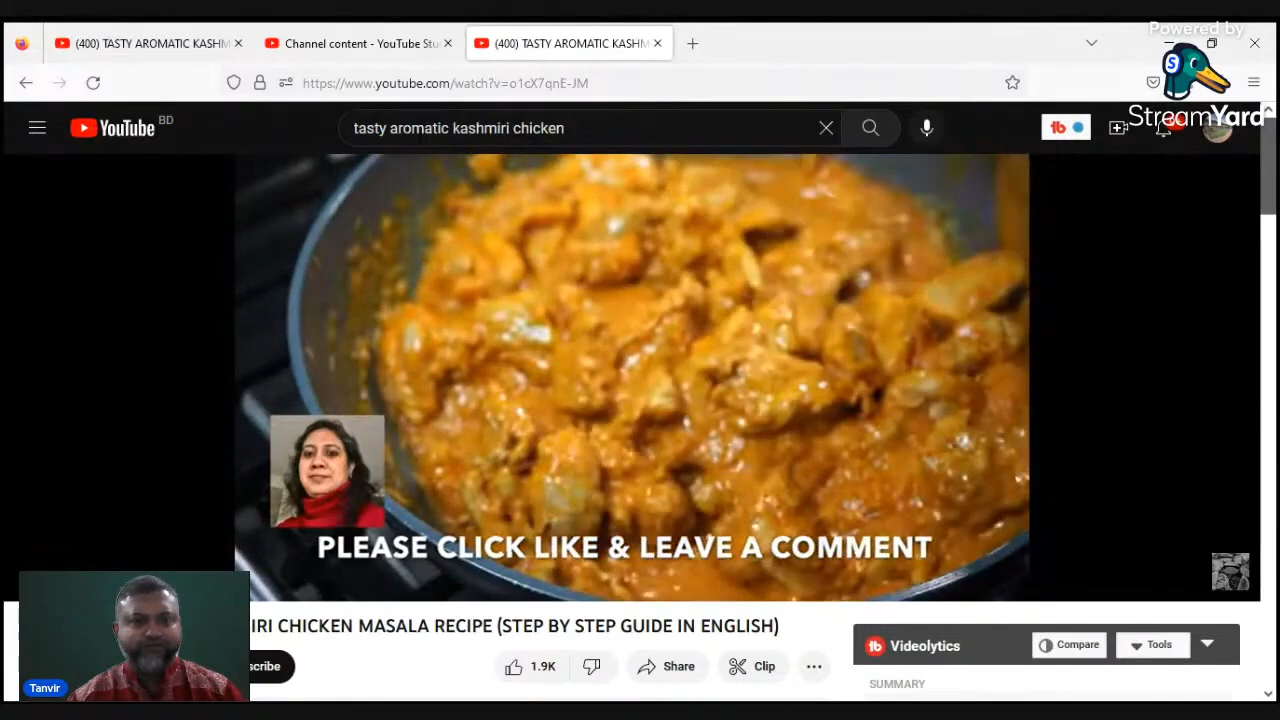 Powered by
StreamYard
(400) TASTY AROMATIC KASHM
Channel content - YouTube Stu
(400) TASTY AROMATIC KASHM
https://www.youtube.com/watch?v=o1cX7qnE-JM
YouTube BD
tasty aromatic kashmiri chicken
PLEASE CLICK LIKE & LEAVE A COMMENT
IRI CHICKEN MASALA RECIPE (STEP BY STEP GUIDE IN ENGLISH)
Videolytics
Compare
Tools
scribe
1.9K
Share
Clip
SUMMARY
Tanvir